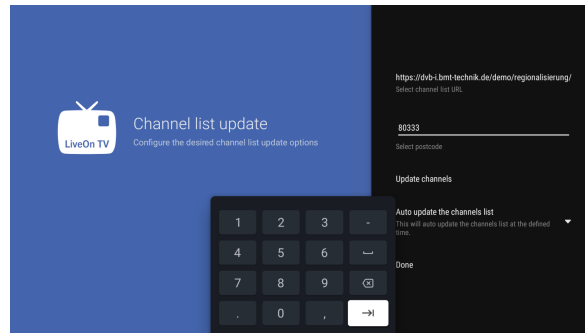 LiveOn TV
Channel list update
Configure the desired channel list update options
https://dvb-i.bmt-technik.de/demo/regionalisierung/
Select channel list URL
80333
Select postcode
Update channels
Auto update the channels list
This will auto update the channels list at the defined
time.
Done
1 2 3 -
4 5 6
7 8 9
. 0 ,